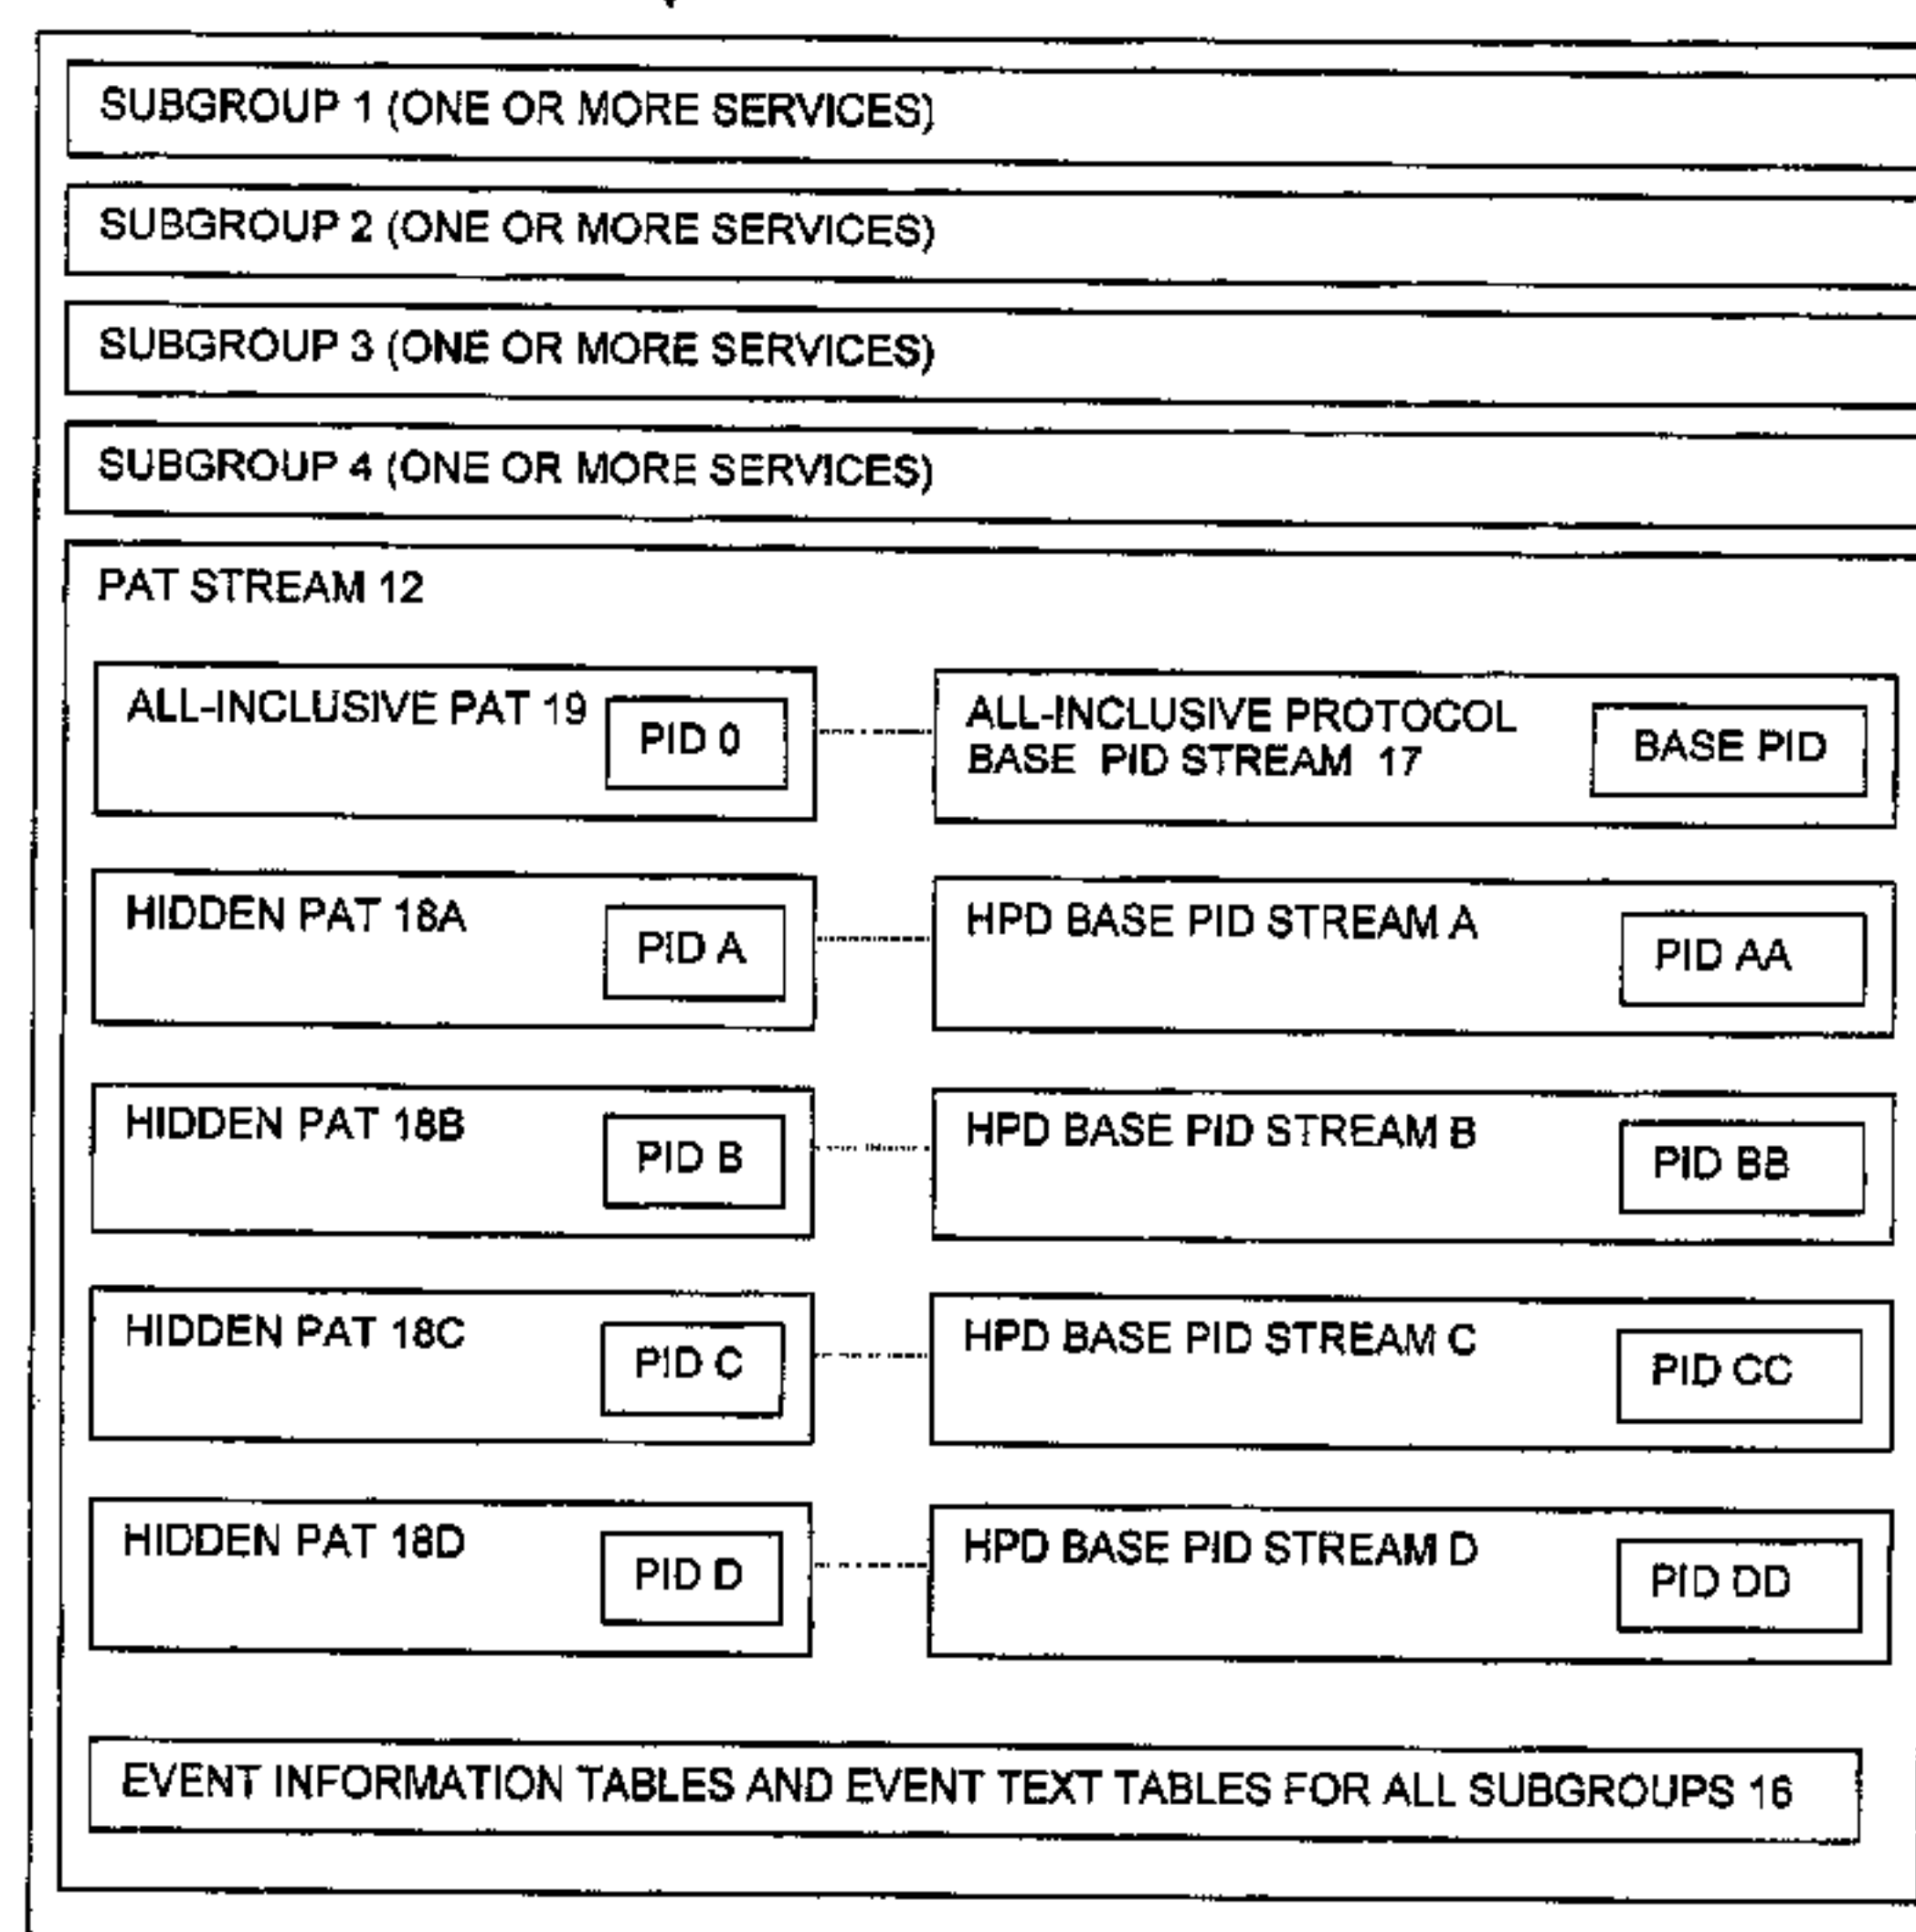 SUBGROUP 1 (ONE OR MORE SERVICES)
SUBGROUP 2 (ONE OR MORE SERVICES)
SUBGROUP 3 (ONE OR MORE SERVICES)
SUBGROUP 4 (ONE OR MORE SERVICES)
PAT STREAM 12
ALL-INCLUSIVE PAT 19
PID 0
ALL-INCLUSIVE PROTOCOL
BASE PID STREAM 17
BASE PID
HIDDEN PAT 18A
PID A
HPD BASE PID STREAM A
PID AA
HIDDEN PAT 18B
PID B
HPD BASE PID STREAM B
PID BB
HIDDEN PAT 18C
PID C
HPD BASE PID STREAM C
PID CC
HIDDEN PAT 18D
PID D
HPD BASE PID STREAM D
PID DD
EVENT INFORMATION TABLES AND EVENT TEXT TABLES FOR ALL SUBGROUPS 16